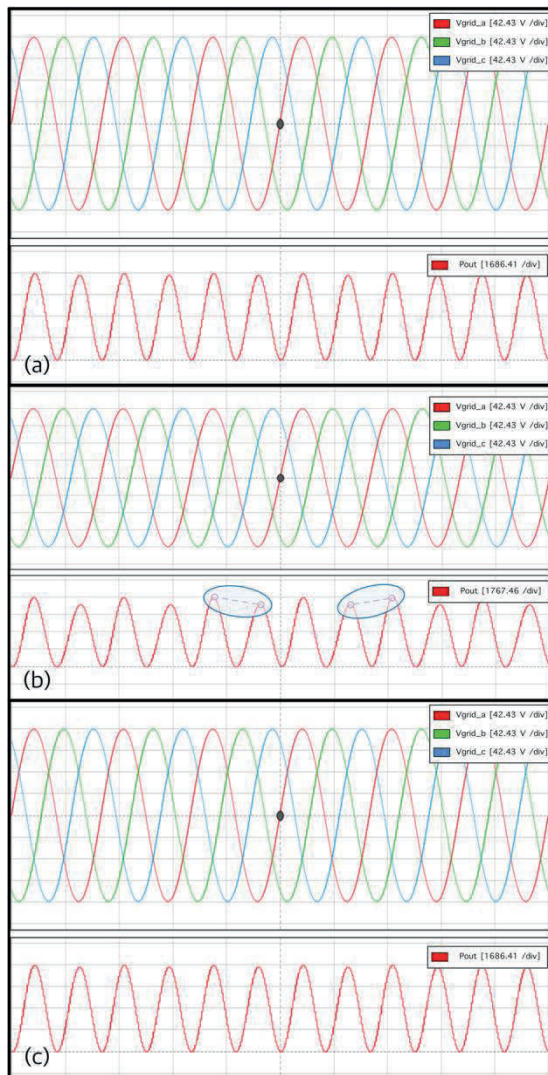 Vgrid_a [42.43 V /div]
Vgrid_b [42.43 V /div]
Vgrid_c [42.43 V /div]
Pout [1686.41 /div]
(a)
Vgrid_a [42.43 V /div]
Vgrid_b [42.43 V /div]
Vgrid_c [42.43 V /div]
Pout [1767.46 /div]
(b)
Vgrid_a [42.43 V /div]
Vgrid_b [42.43 V /div]
Vgrid_c [42.43 V /div]
Pout [1686.41 /div]
(c)